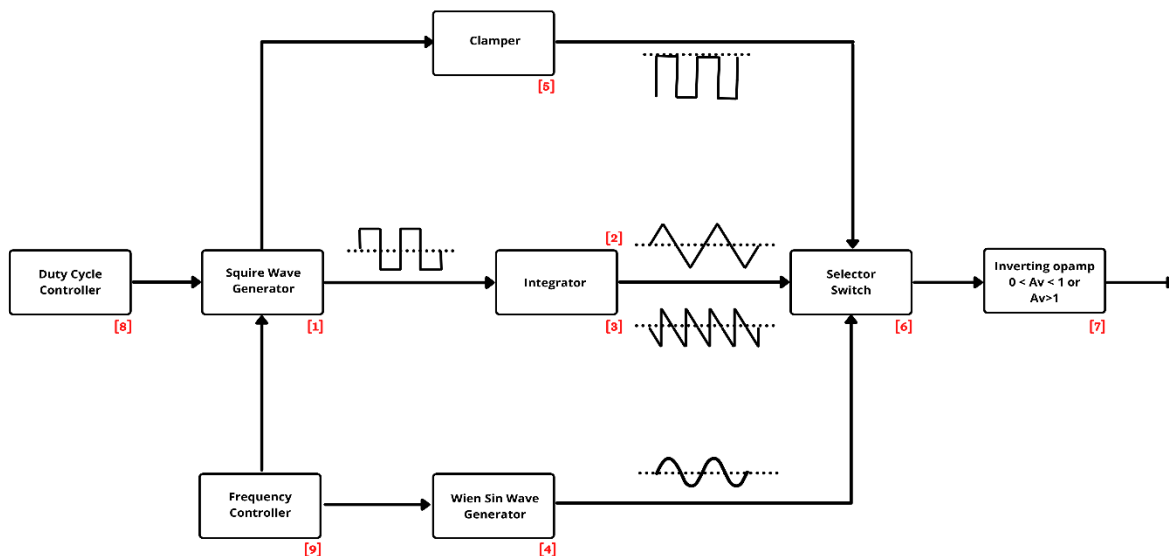 Clamper
[5]
Duty Cycle
Controller
[8]
Squire Wave
Generator
[1]
Integrator
[2]
[3]
Selector
Switch
[6]
Inverting opamp
0 < Av < 1 or
Av>1
[7]
Frequency
Controller
[9]
Wien Sin Wave
Generator
[4]